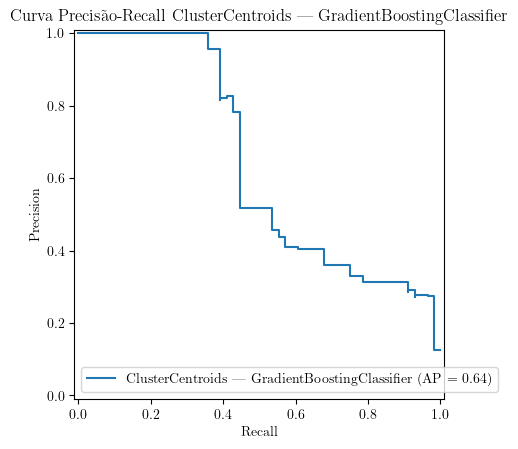 Curva Precisão-Recall ClusterCentroids — GradientBoostingClassifier
1.0
0.8
0.6
0.4
0.2
0.0
Precision
ClusterCentroids — GradientBoostingClassifier (AP = 0.64)
0.0 0.2 0.4 0.6 0.8 1.0
Recall